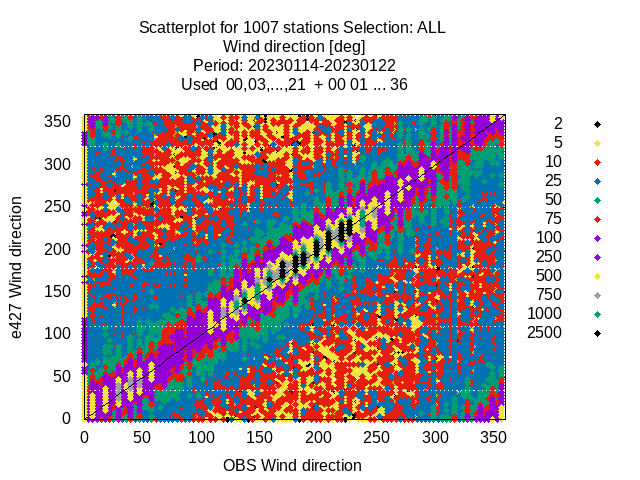 Scatterplot for 1007 stations Selection: ALL
Wind direction [deg]
Period: 20230114-20230122
Used  00,03,...,21  + 00 01 ... 36
350
300
250
200
150
100
50
0
e427 Wind direction
0 50 100 150 200 250 300 350
OBS Wind direction
2
5
10
25
50
75
100
250
500
750
1000
2500